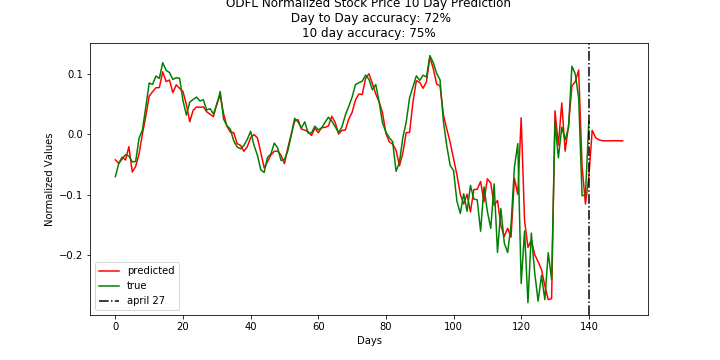 ODFL Normalized Stock Price 10 Day Prediction
Day to Day accuracy: 72%
10 day accuracy: 75%
Normalized Values
0.1
0.0
−0.1
−0.2
predicted
true
april 27
0
20
40
60
80
100
120
140
Days